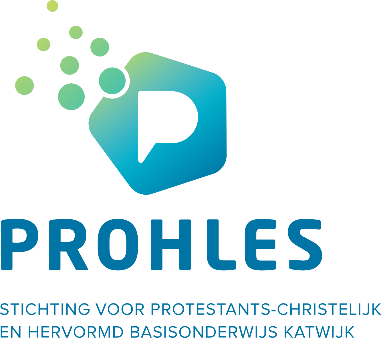 P
PROHLES
STICHTING VOOR PROTESTANTS-CHRISTELIJK
EN HERVORMD BASISONDERWIJS KATWIJK